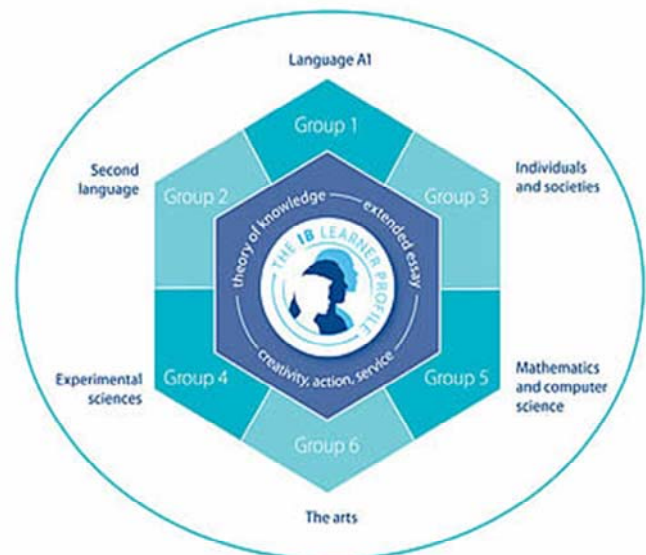 Language A1
Group 1
Second
language
Group 2
Group 3
Individuals
and societies
theory of knowledge
extended essay
THE IB LEARNER PROFILE
creativity, action, service
Experimental
sciences
Group 4
Group 5
Mathematics
and computer
science
Group 6
The arts